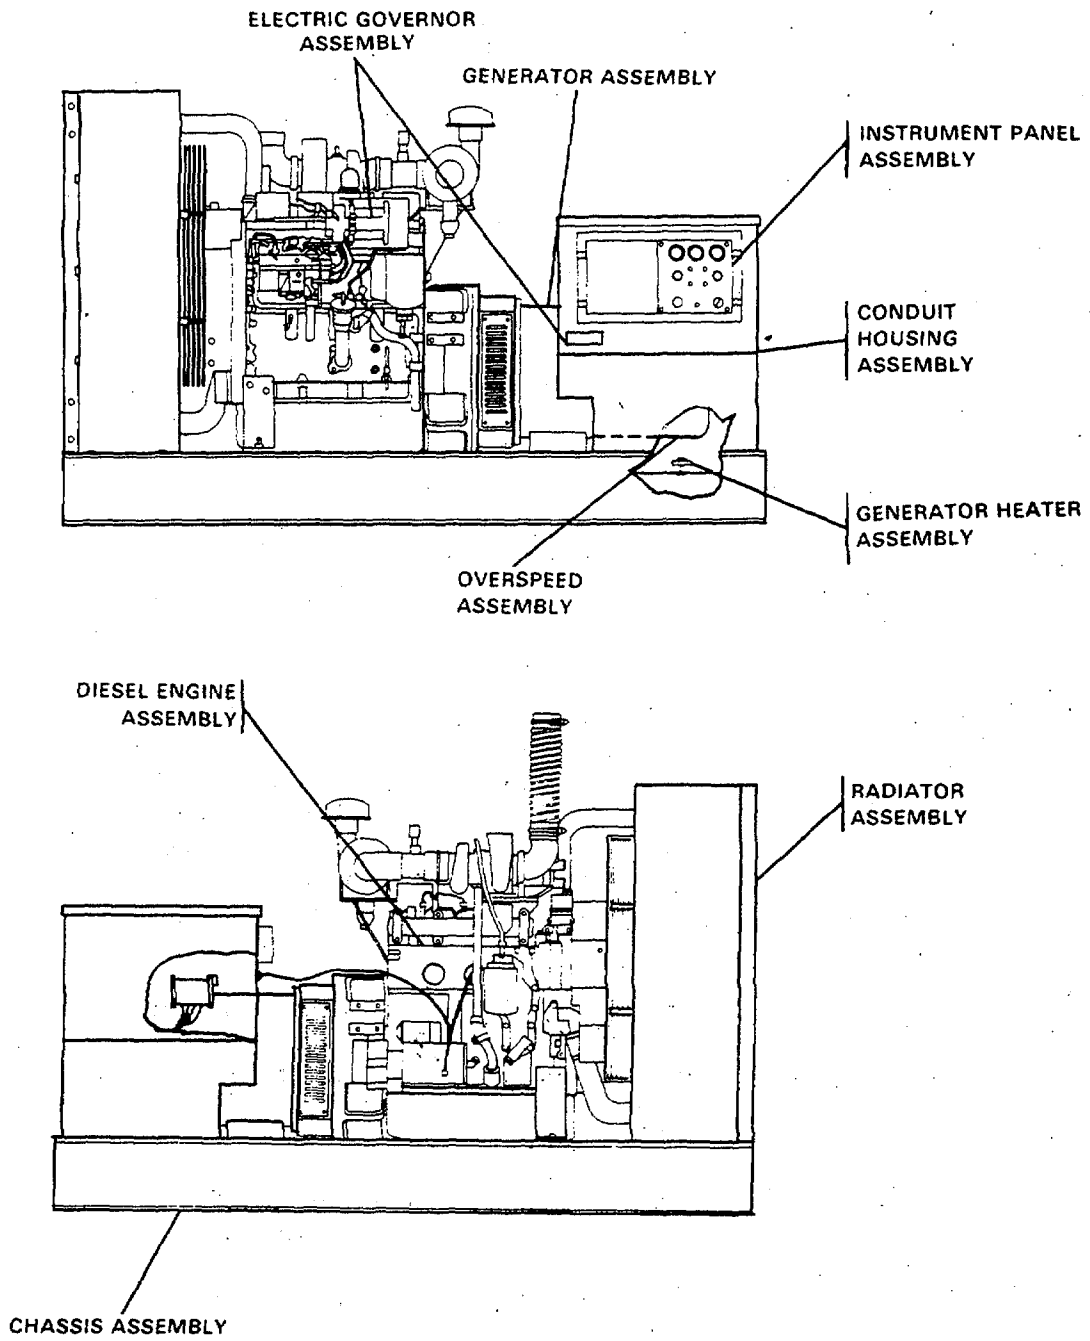 ELECTRIC GOVERNOR
ASSEMBLY
GENERATOR ASSEMBLY
INSTRUMENT PANEL
ASSEMBLY
CONDUIT
HOUSING
ASSEMBLY
GENERATOR HEATER
ASSEMBLY
OVERSPEED
ASSEMBLY
DIESEL ENGINE
ASSEMBLY
RADIATOR
ASSEMBLY
CHASSIS ASSEMBLY